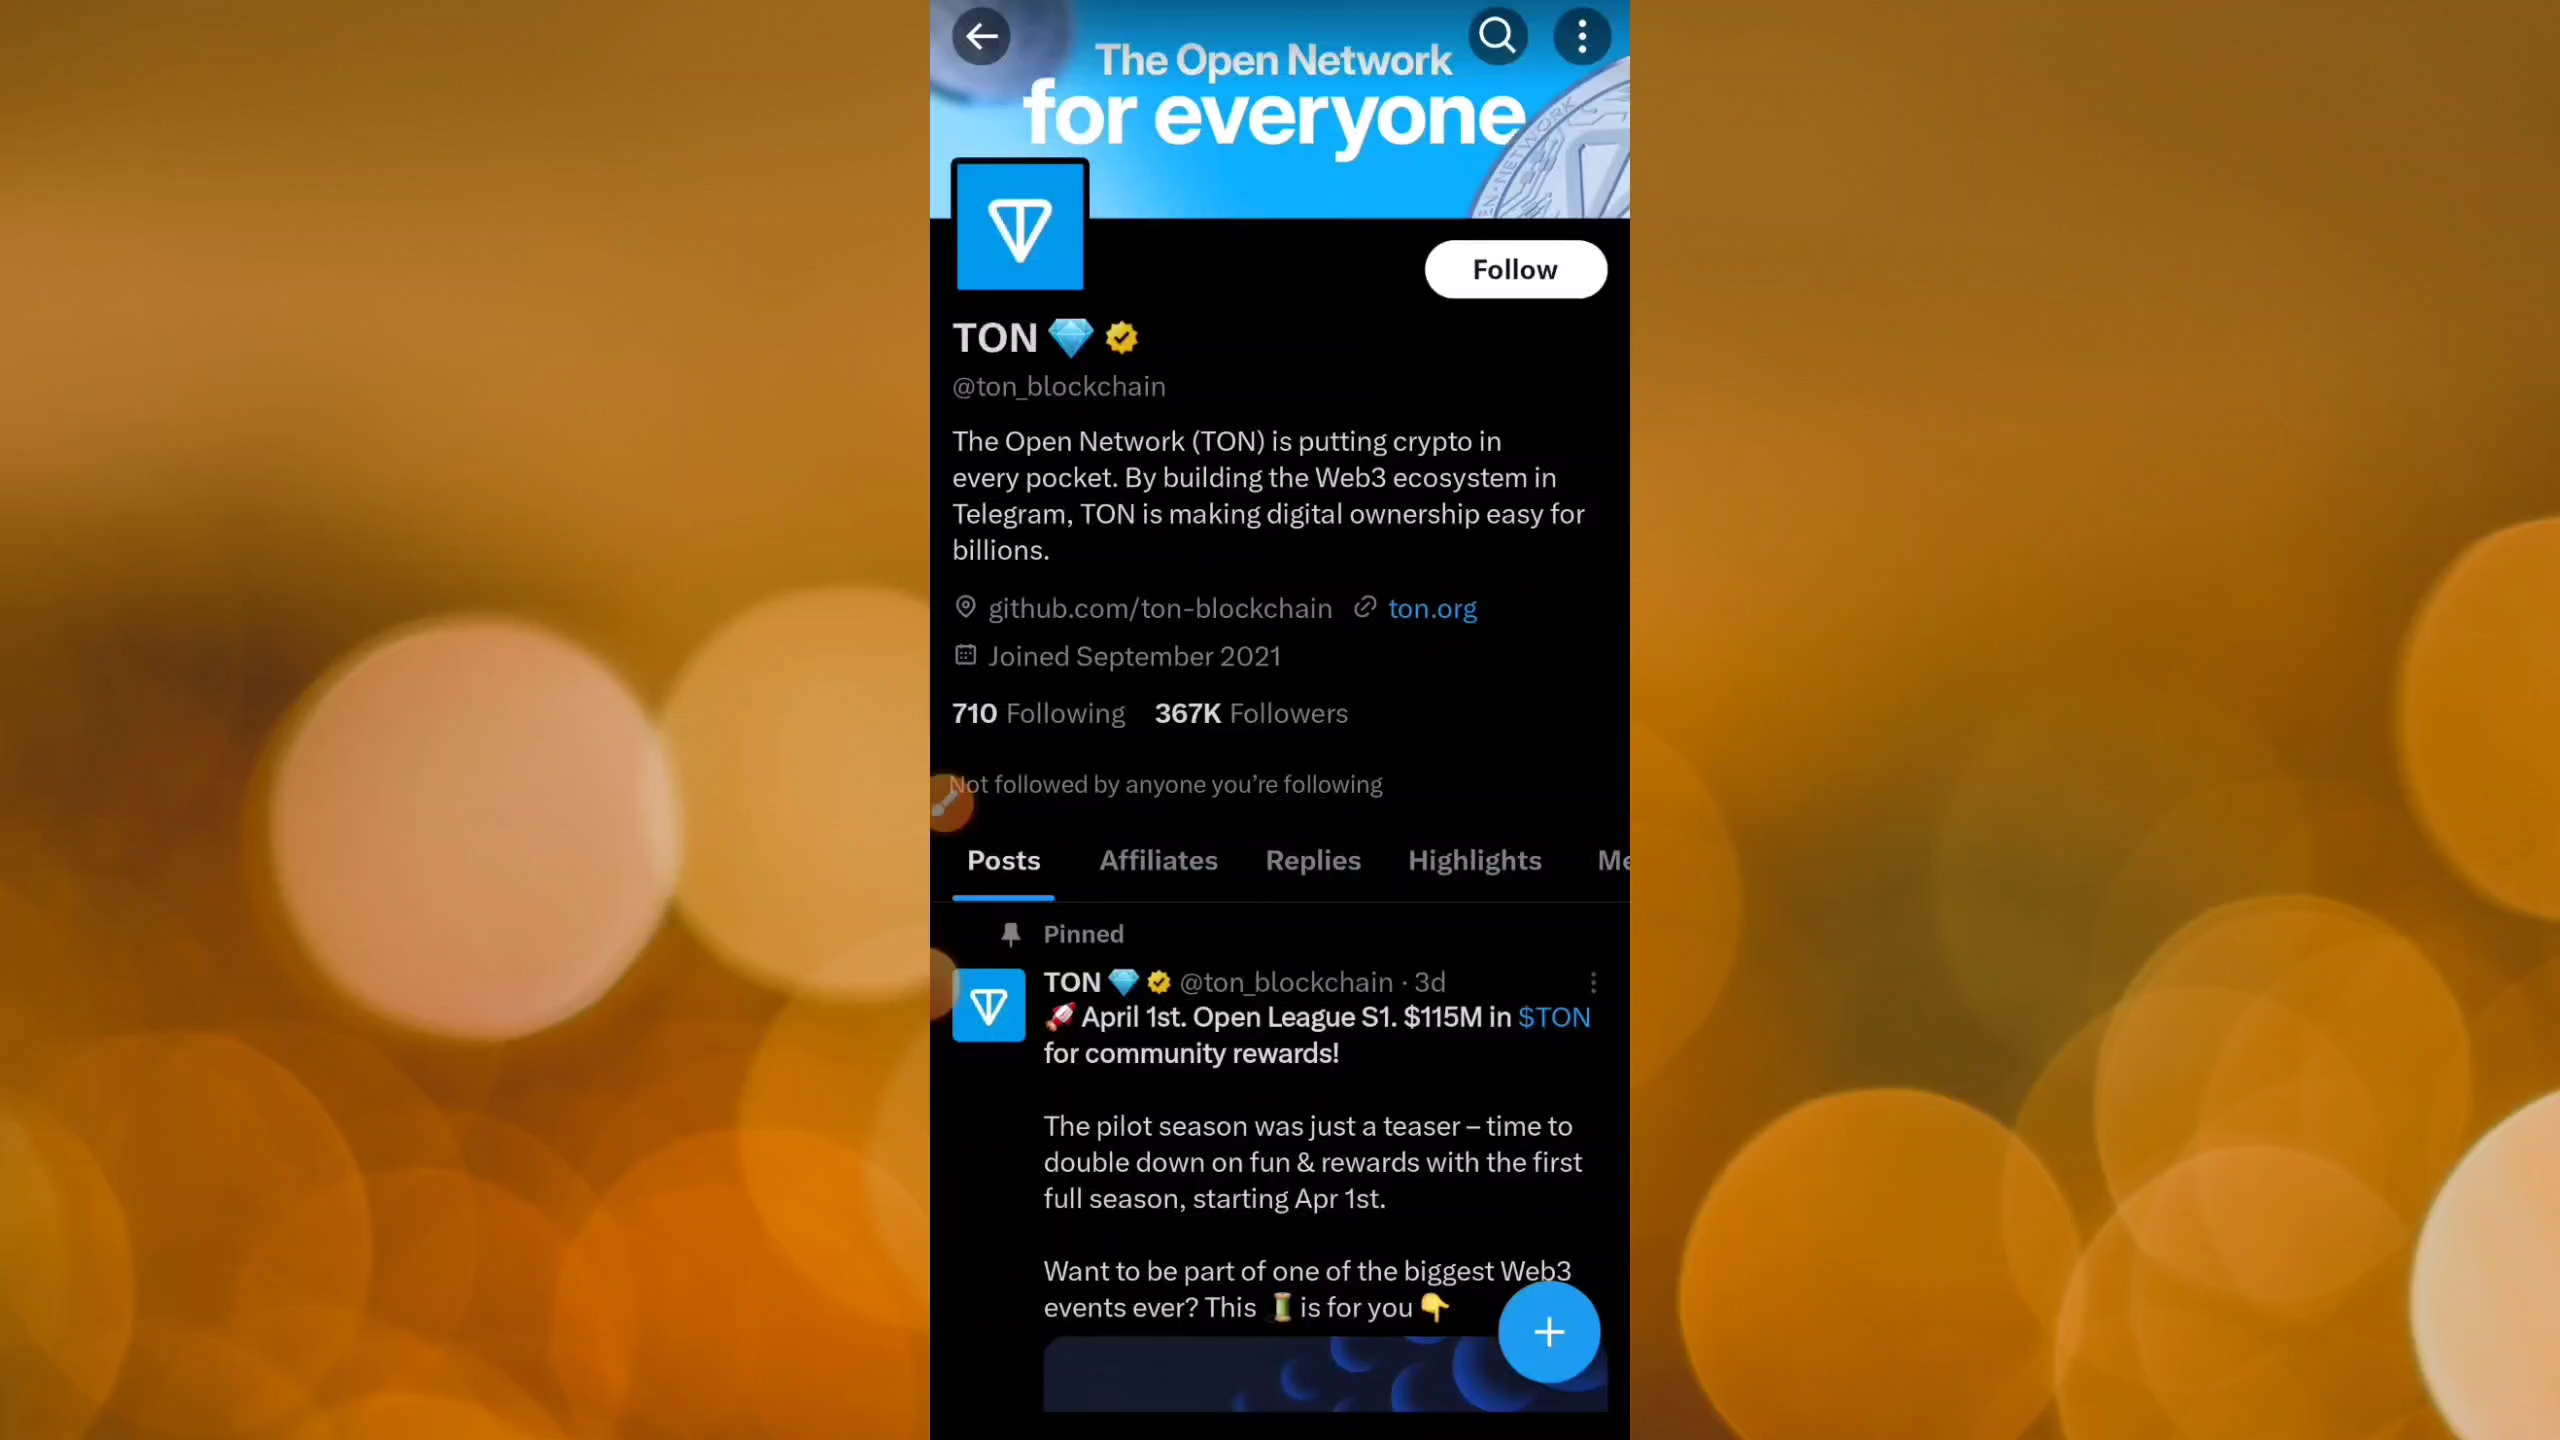 The Open Network
for everyone
Follow
TON
@ton_blockchain
The Open Network (TON) is putting crypto in
every pocket. By building the Web3 ecosystem in
Telegram, TON is making digital ownership easy for
billions.
github.com/ton-blockchain ton.org
Joined September 2021
710 Following 367K Followers
Not followed by anyone you're following
Posts Affiliates Replies Highlights Me
Pinned
TON @ton_blockchain · 3d
🚀 April 1st. Open League S1. $115M in $TON
for community rewards!
The pilot season was just a teaser – time to
double down on fun & rewards with the first
full season, starting Apr 1st.
Want to be part of one of the biggest Web3
events ever? This 🧵 is for you 👇